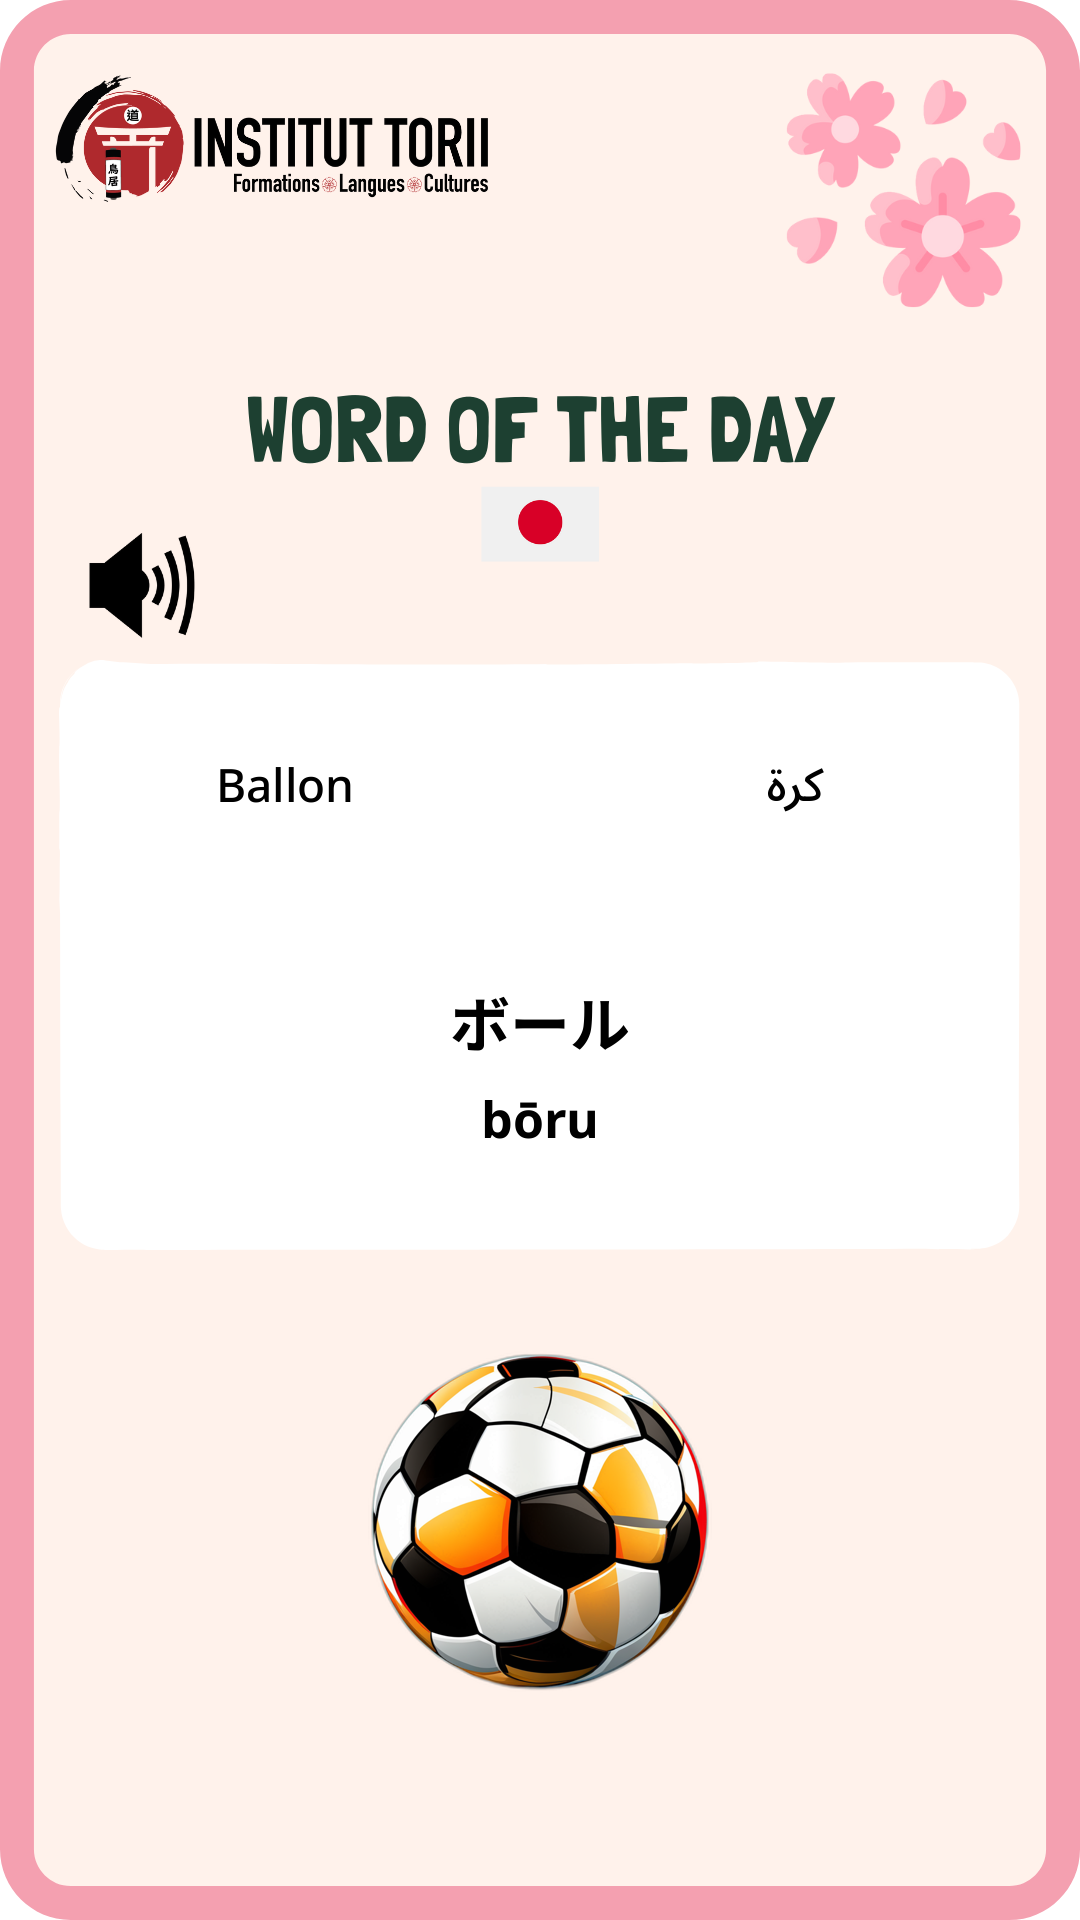 道
鳥居
INSTITUT TORII
Formations Langues Cultures
WORD OF THE DAY
Ballon
كرة
ボール
bōru